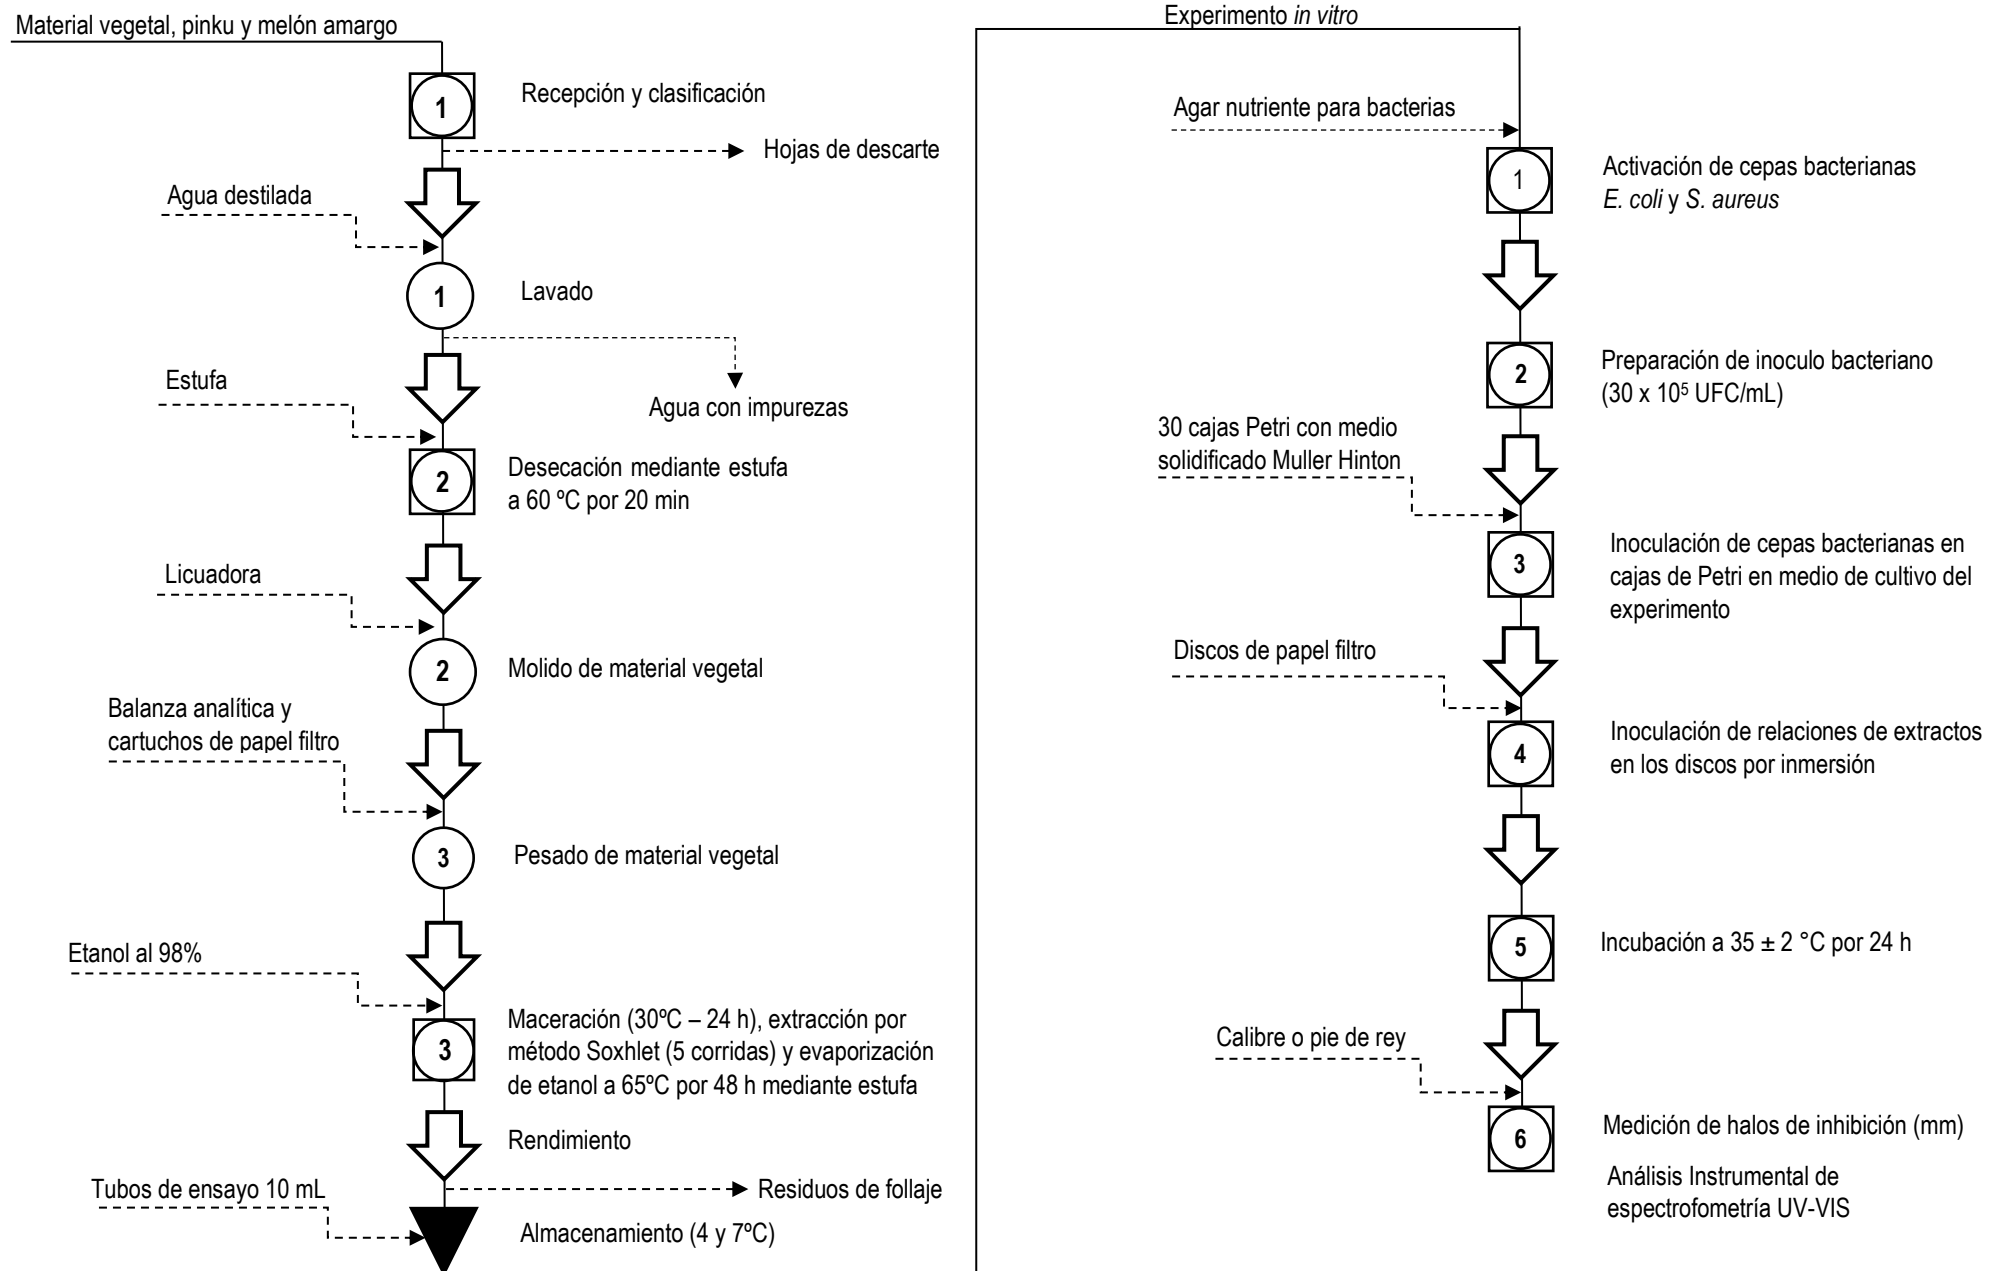 Material vegetal, pinku y melón amargo
1
Recepción y clasificación
Hojas de descarte
Agua destilada
1
Lavado
Agua con impurezas
Estufa
2
Desecación mediante estufa
a 60 ºC por 20 min
Licuadora
2
Molido de material vegetal
Balanza analítica y
cartuchos de papel filtro
3
Pesado de material vegetal
Etanol al 98%
3
Maceración (30ºC – 24 h), extracción por
método Soxhlet (5 corridas) y evaporización
de etanol a 65ºC por 48 h mediante estufa
Rendimiento
Residuos de follaje
Tubos de ensayo 10 mL
Almacenamiento (4 y 7ºC)
Experimento in vitro
Agar nutriente para bacterias
1
Activación de cepas bacterianas
E. coli y S. aureus
2
Preparación de inoculo bacteriano
(30 x 10⁵ UFC/mL)
30 cajas Petri con medio
solidificado Muller Hinton
3
Inoculación de cepas bacterianas en
cajas de Petri en medio de cultivo del
experimento
Discos de papel filtro
4
Inoculación de relaciones de extractos
en los discos por inmersión
5
Incubación a 35 ± 2 °C por 24 h
Calibre o pie de rey
6
Medición de halos de inhibición (mm)
Análisis Instrumental de
espectrofometría UV-VIS